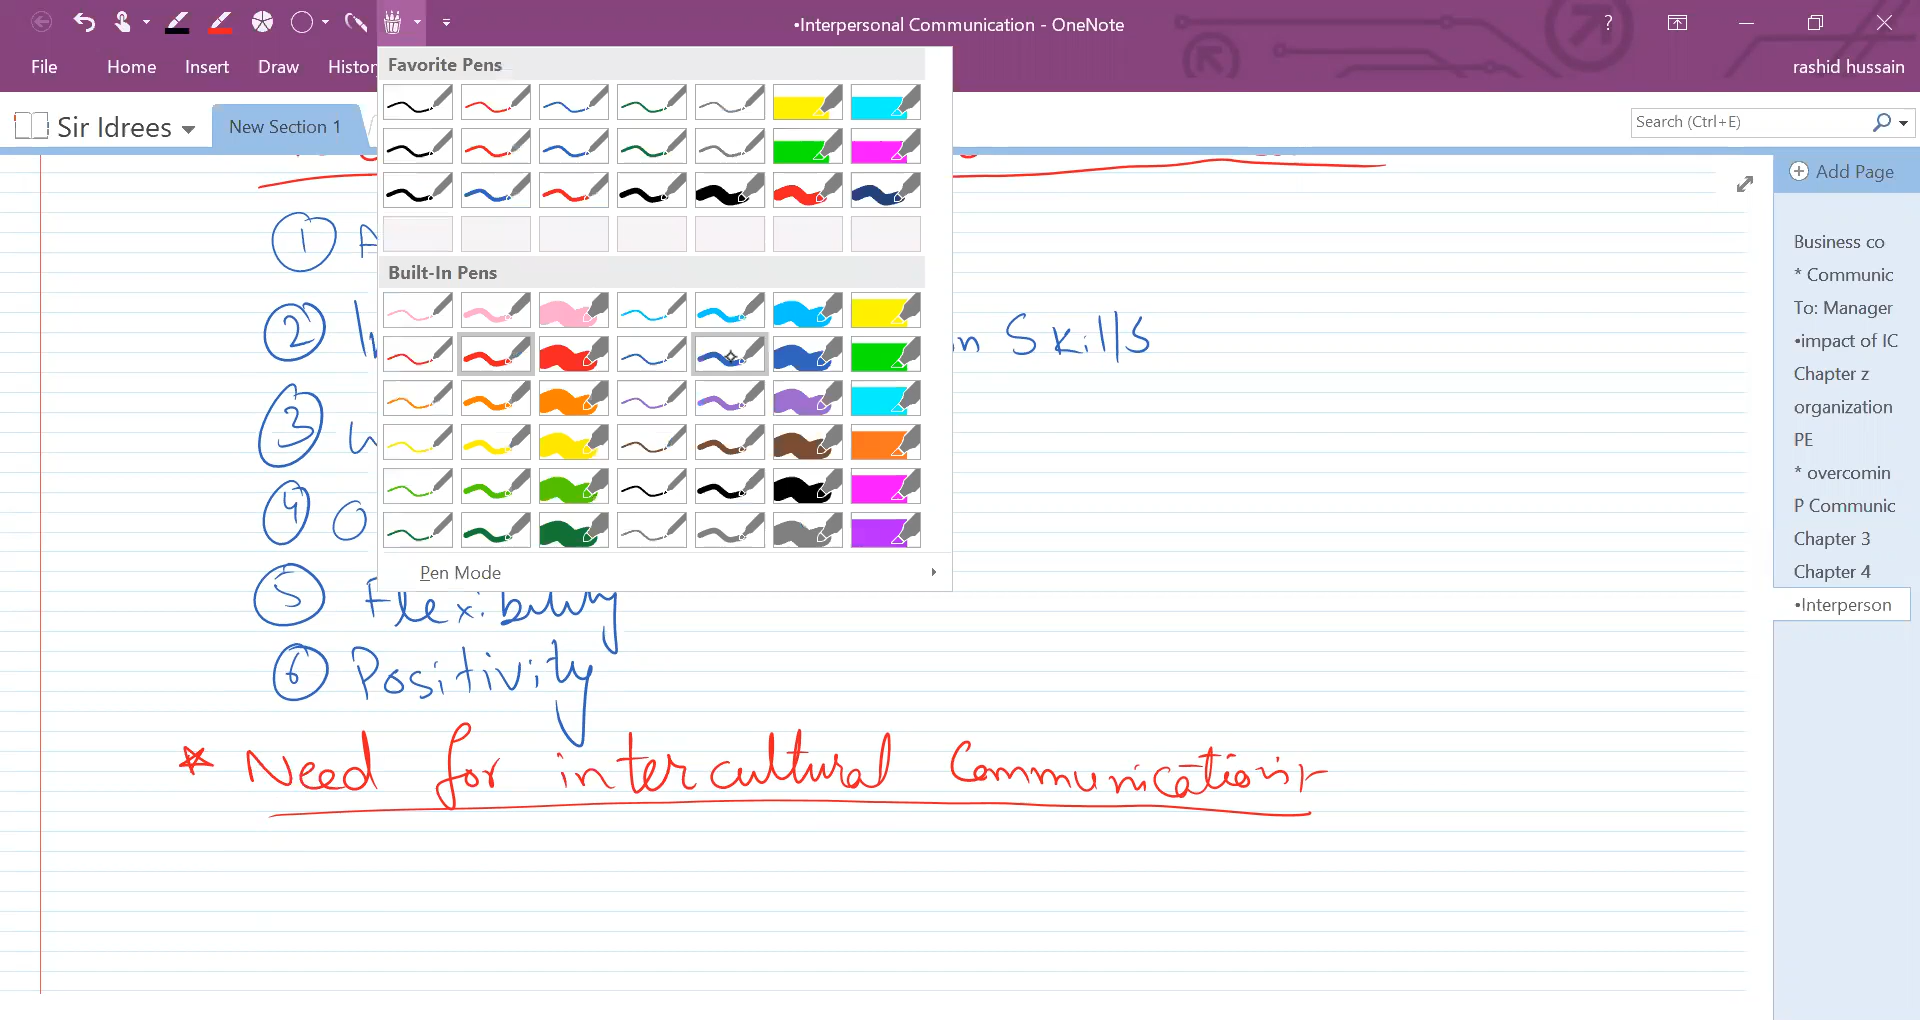 •Interpersonal Communication - OneNote
?
File Home Insert Draw Histor
rashid hussain
Favorite Pens
Sir Idrees
New Section 1
Search (Ctrl+E)
Add Page
1
Business co
Built-In Pens
* Communic
To: Manager
2 Skills
•impact of IC
Chapter z
3
organization
PE
* overcomin
4 O
P Communic
Chapter 3
Pen Mode
Chapter 4
5 Flexibility
•Interperson
6 Positivity
* Need for intercultural Communication:-